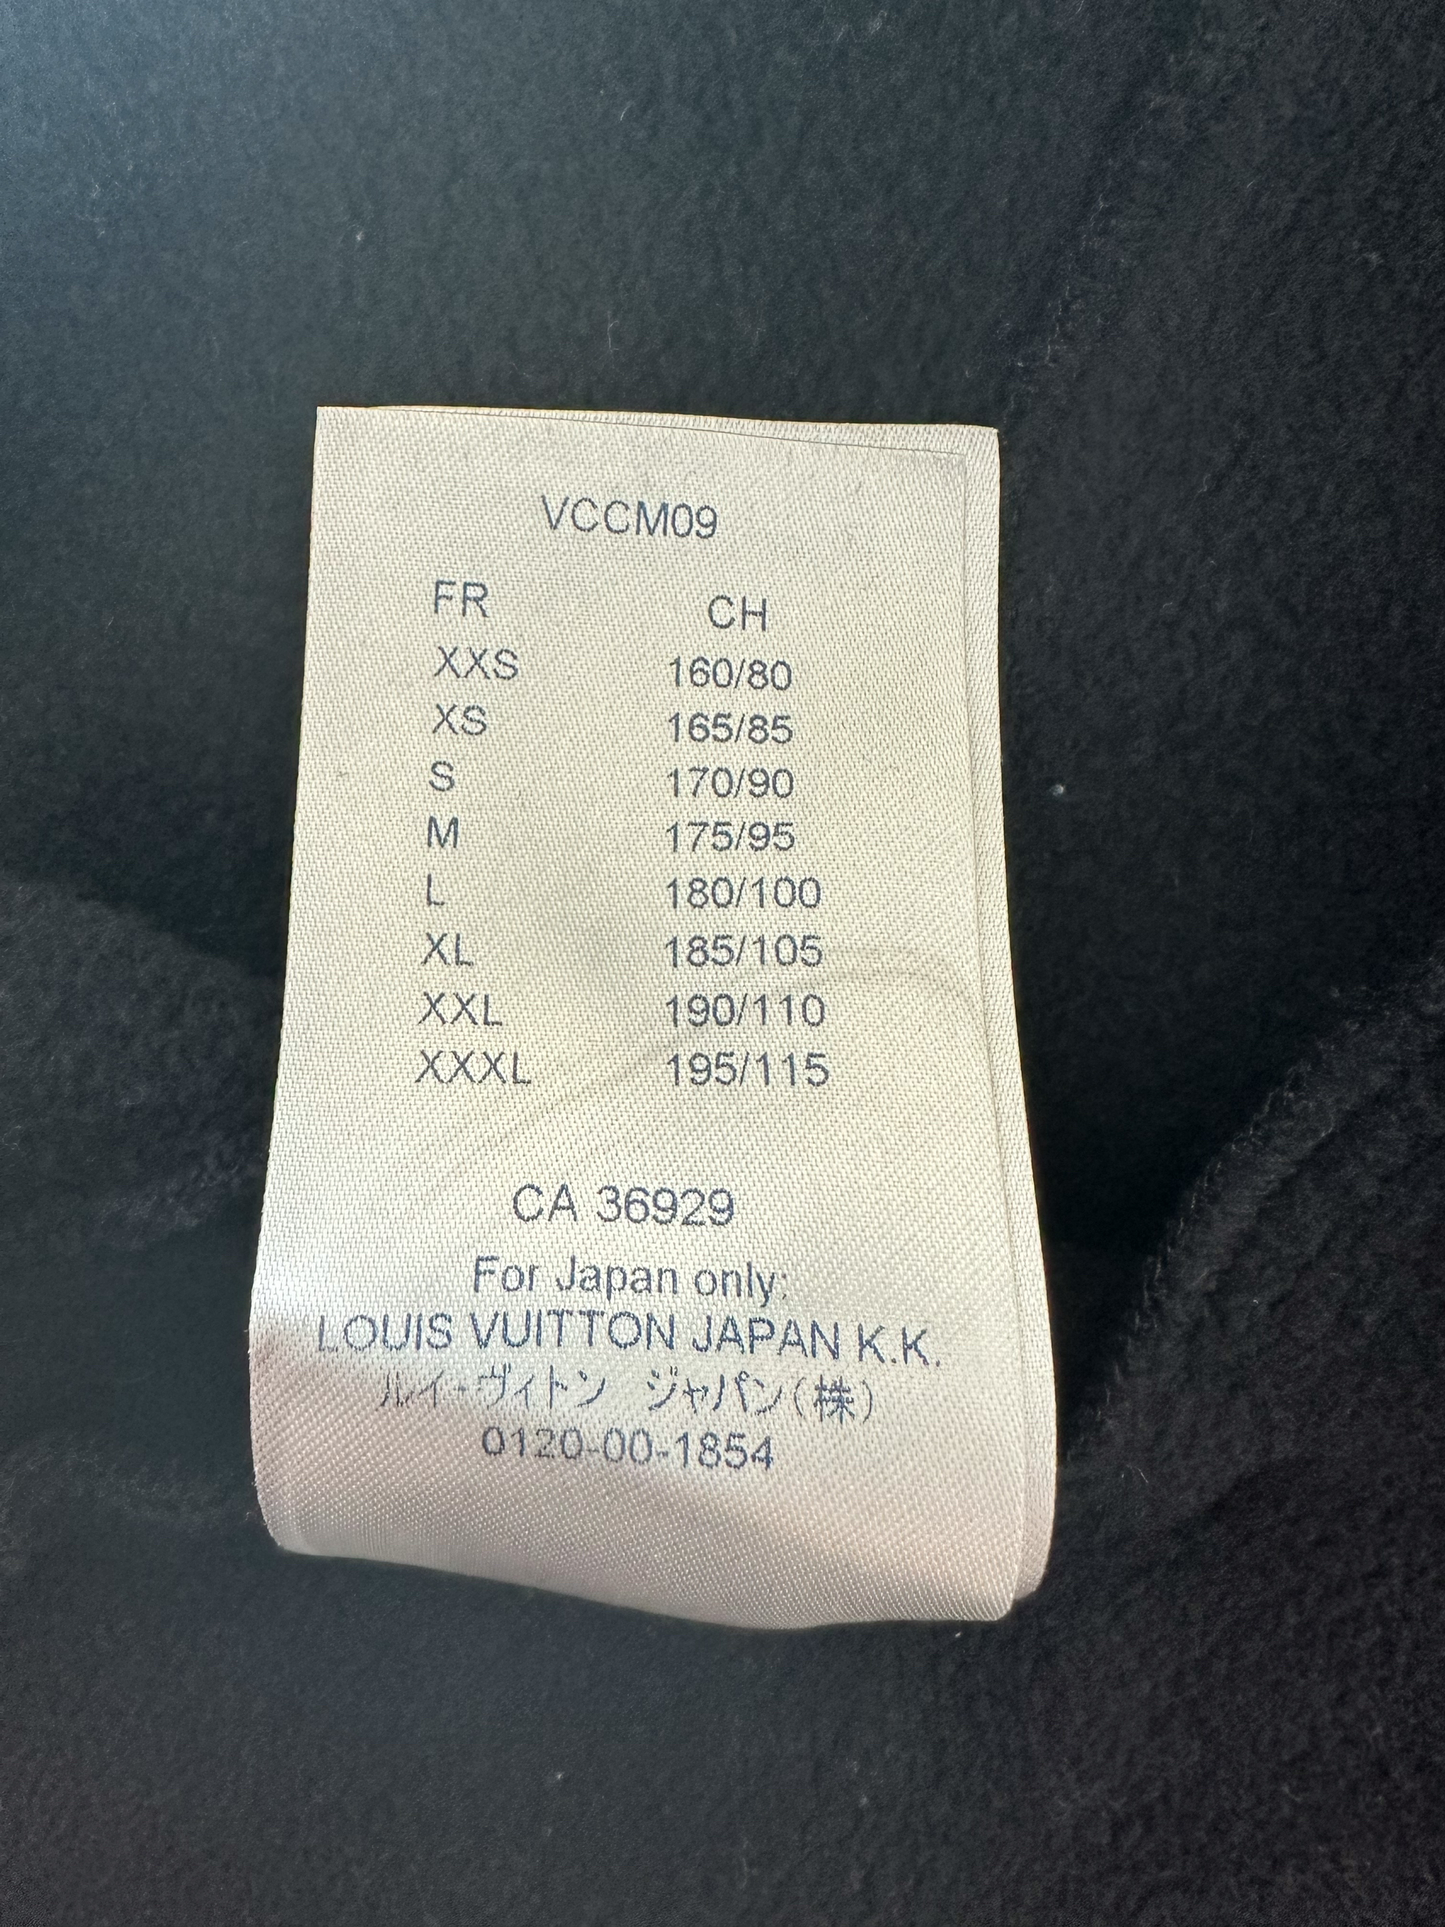 VCCM09
FR CH
XXS 160/80
XS 165/85
S 170/90
M 175/95
L 180/100
XL 185/105
XXL 190/110
XXXL 195/115
CA 36929
For Japan only:
LOUIS VUITTON JAPAN K.K.
ルイ・ヴィトン ジャパン(株)
0120-00-1854